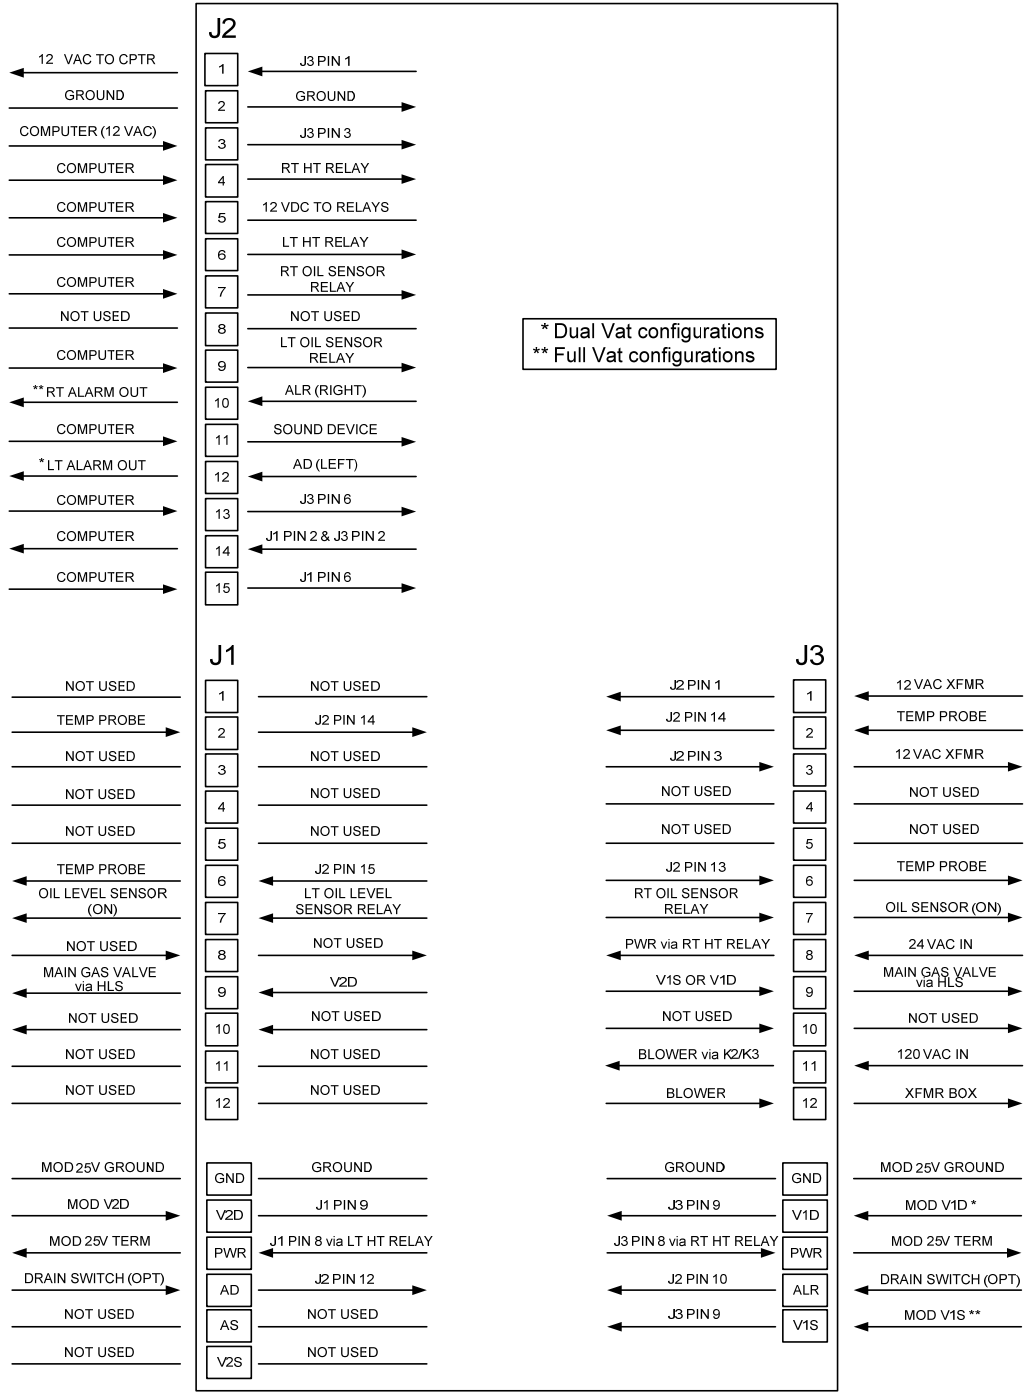 J2
12 VAC TO CPTR 1 J3 PIN 1
GROUND 2 GROUND
COMPUTER (12 VAC) 3 J3 PIN 3
COMPUTER 4 RT HT RELAY
COMPUTER 5 12 VDC TO RELAYS
COMPUTER 6 LT HT RELAY
COMPUTER 7 RT OIL SENSOR
RELAY
NOT USED 8 NOT USED
COMPUTER 9 LT OIL SENSOR
RELAY
**RT ALARM OUT 10 ALR (RIGHT)
COMPUTER 11 SOUND DEVICE
*LT ALARM OUT 12 AD (LEFT)
COMPUTER 13 J3 PIN 6
COMPUTER 14 J1 PIN 2 & J3 PIN 2
COMPUTER 15 J1 PIN 6
* Dual Vat configurations
** Full Vat configurations
J1
NOT USED 1 NOT USED
TEMP PROBE 2 J2 PIN 14
NOT USED 3 NOT USED
NOT USED 4 NOT USED
NOT USED 5 NOT USED
TEMP PROBE 6 J2 PIN 15
OIL LEVEL SENSOR
(ON) 7 LT OIL LEVEL
SENSOR RELAY
NOT USED 8 NOT USED
MAIN GAS VALVE
via HLS 9 V2D
NOT USED 10 NOT USED
NOT USED 11 NOT USED
NOT USED 12 NOT USED
MOD 25V GROUND GND GROUND
MOD V2D V2D J1 PIN 9
MOD 25V TERM PWR J1 PIN 8 via LT HT RELAY
DRAIN SWITCH (OPT) AD J2 PIN 12
NOT USED AS NOT USED
NOT USED V2S NOT USED
J3
J2 PIN 1 1 12 VAC XFMR
J2 PIN 14 2 TEMP PROBE
J2 PIN 3 3 12 VAC XFMR
NOT USED 4 NOT USED
NOT USED 5 NOT USED
J2 PIN 13 6 TEMP PROBE
RT OIL SENSOR
RELAY 7 OIL SENSOR (ON)
PWR via RT HT RELAY 8 24 VAC IN
V1S OR V1D 9 MAIN GAS VALVE
via HLS
NOT USED 10 NOT USED
BLOWER via K2/K3 11 120 VAC IN
BLOWER 12 XFMR BOX
GROUND GND MOD 25V GROUND
J3 PIN 9 V1D MOD V1D *
J3 PIN 8 via RT HT RELAY PWR MOD 25V TERM
J2 PIN 10 ALR DRAIN SWITCH (OPT)
J3 PIN 9 V1S MOD V1S **